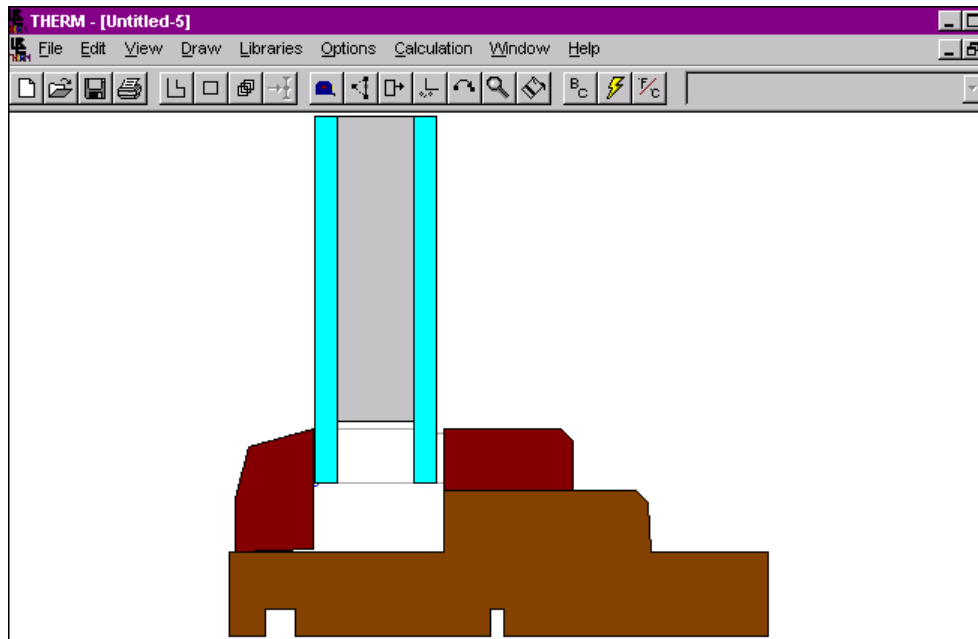 THERM - [Untitled-5]
File Edit View Draw Libraries Options Calculation Window Help
B C °F/C